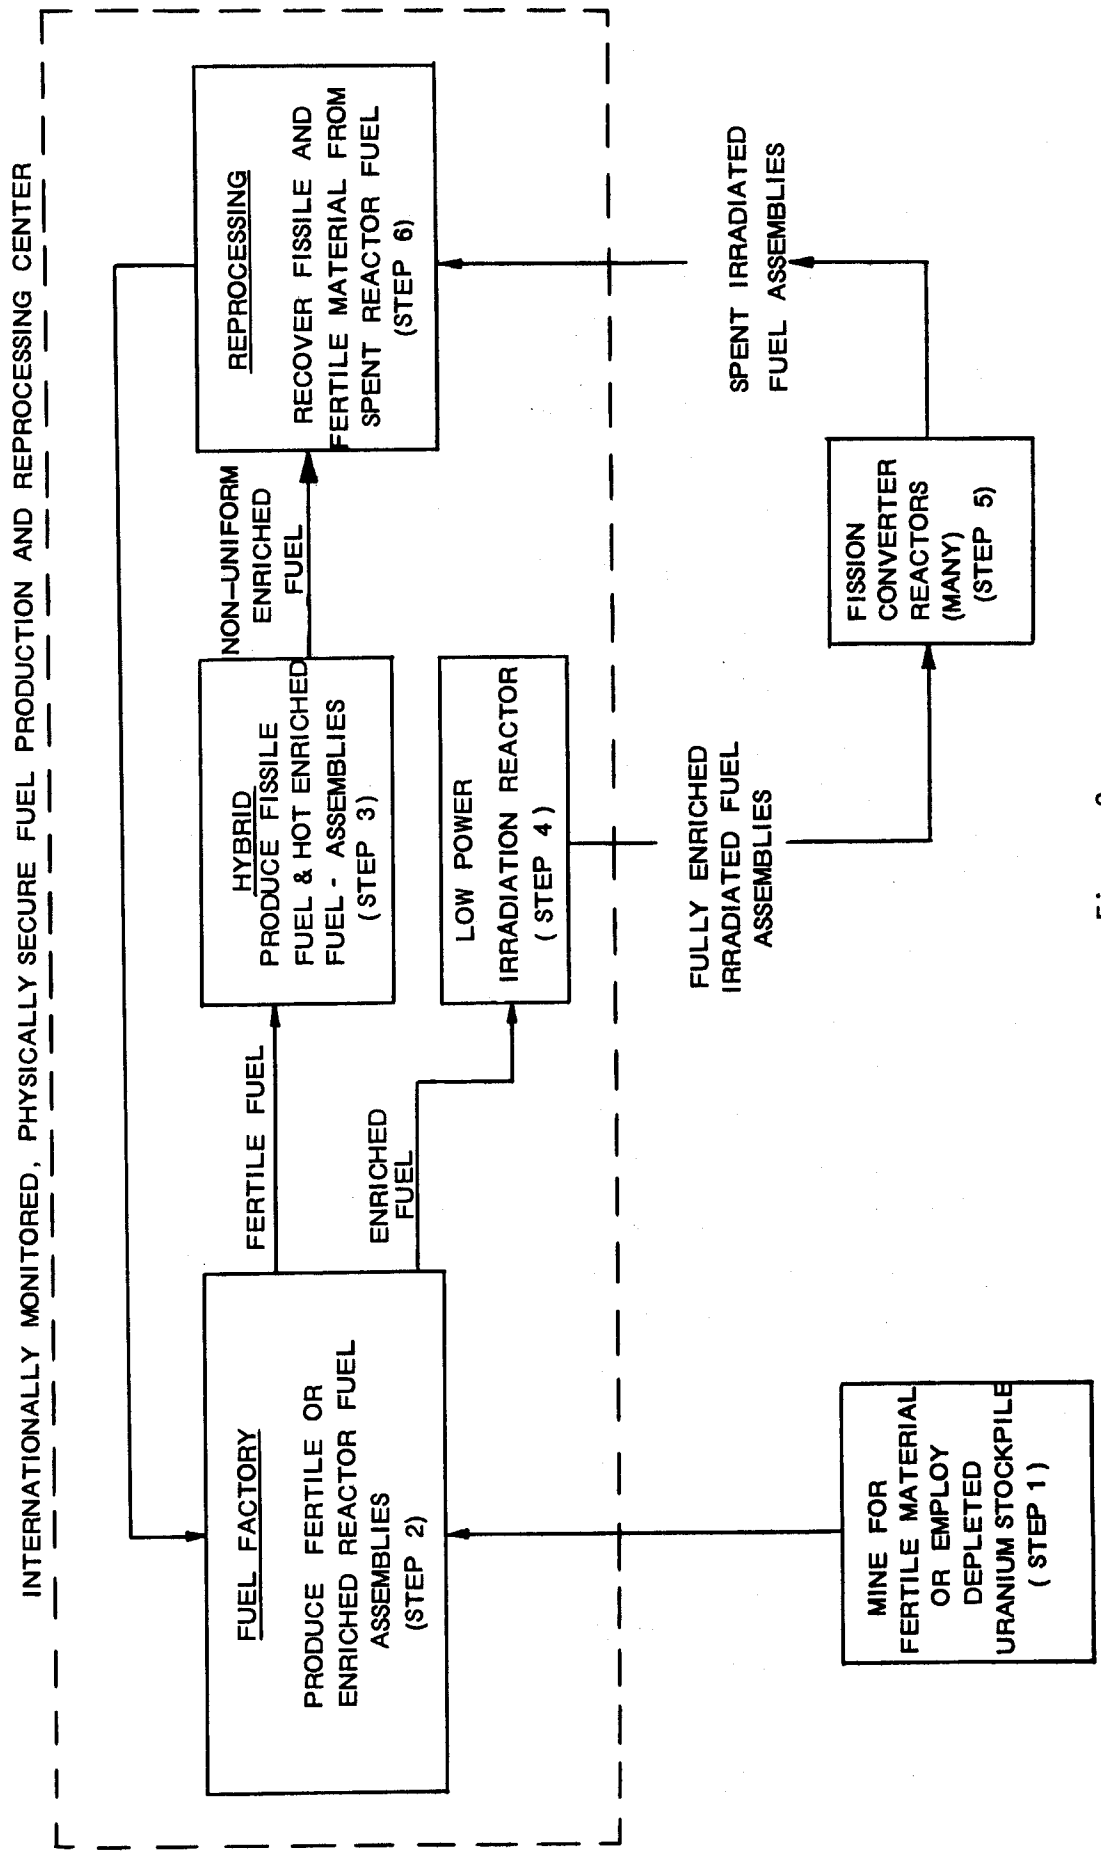 INTERNATIONALLY MONITORED, PHYSICALLY SECURE FUEL PRODUCTION AND REPROCESSING CENTER
FUEL FACTORY
PRODUCE FERTILE OR
ENRICHED REACTOR FUEL
ASSEMBLIES
(STEP 2)
FERTILE FUEL
ENRICHED
FUEL
HYBRID
PRODUCE FISSILE
FUEL & HOT ENRICHED
FUEL - ASSEMBLIES
(STEP 3)
NON-UNIFORM
ENRICHED
FUEL
REPROCESSING
RECOVER FISSILE AND
FERTILE MATERIAL FROM
SPENT REACTOR FUEL
(STEP 6)
LOW POWER
IRRADIATION REACTOR
(STEP 4)
FULLY ENRICHED
IRRADIATED FUEL
ASSEMBLIES
SPENT IRRADIATED
FUEL ASSEMBLIES
MINE FOR
FERTILE MATERIAL
OR EMPLOY
DEPLETED
URANIUM STOCKPILE
(STEP 1)
FISSION
CONVERTER
REACTORS
(MANY)
(STEP 5)